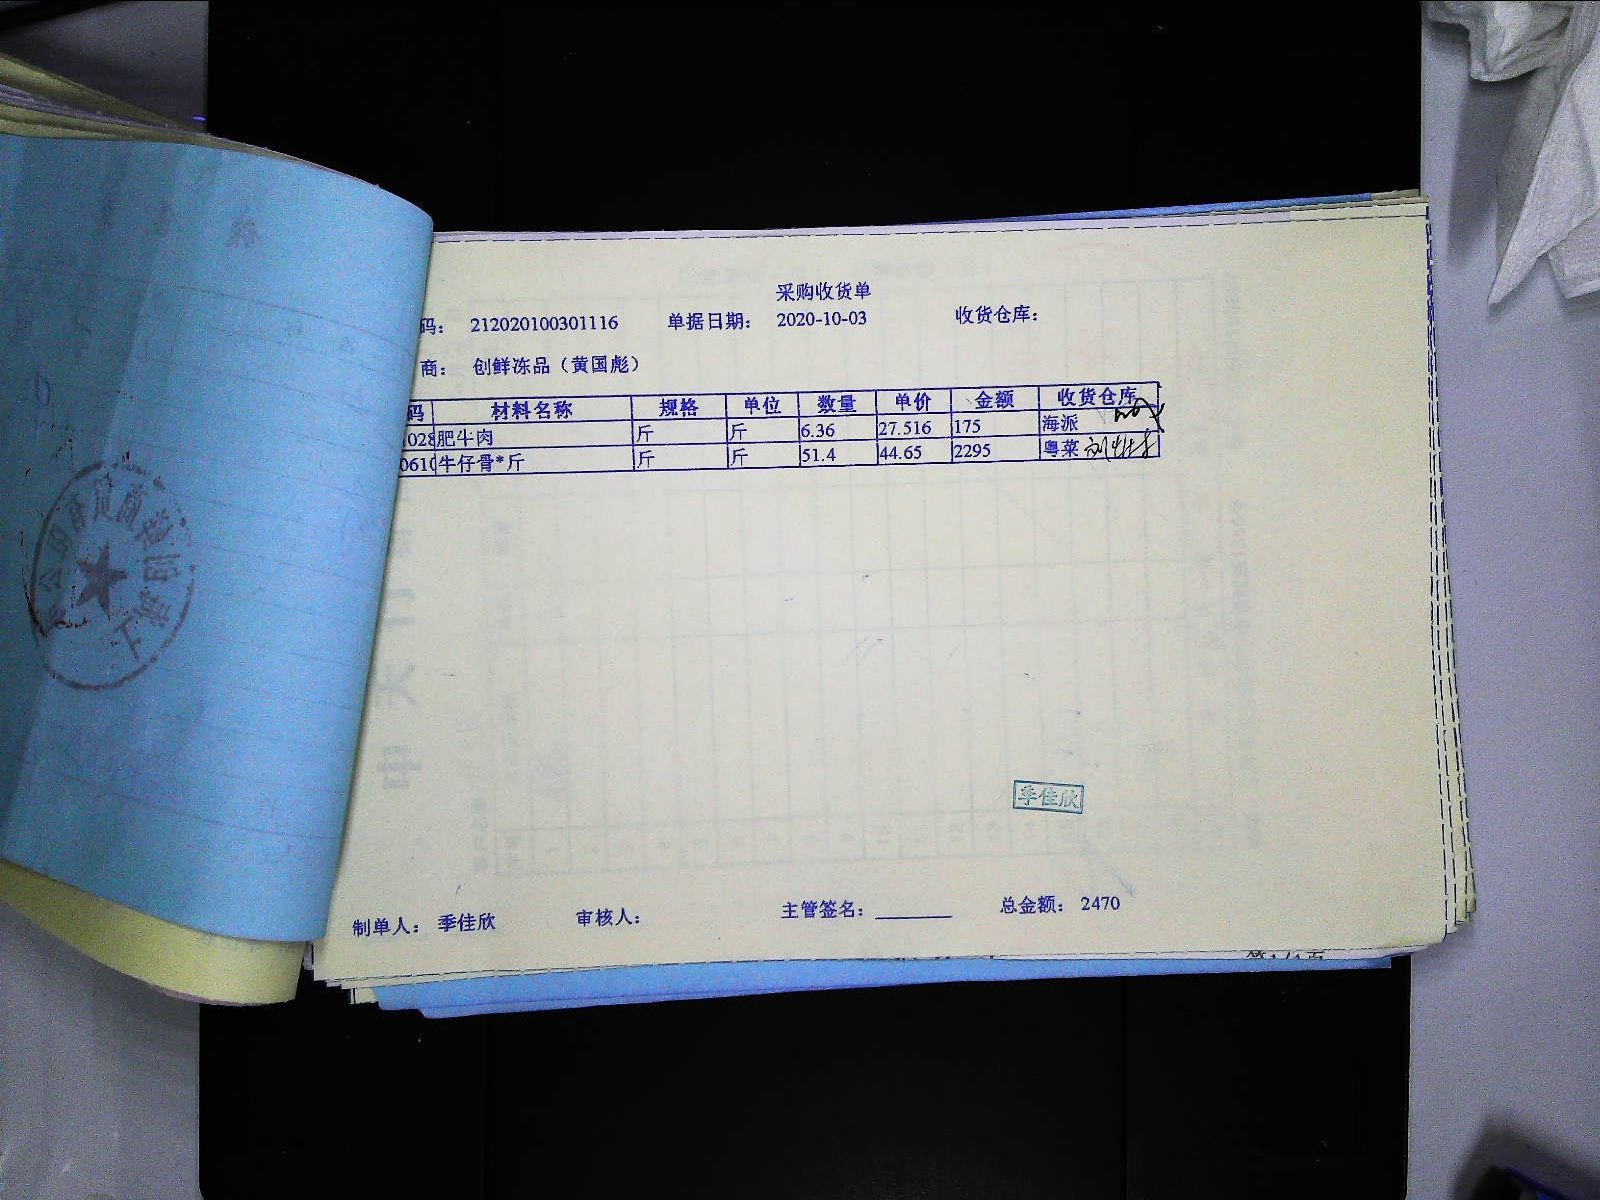 采购收货单
码： 212020100301116 单据日期： 2020-10-03 收货仓库：
商： 创鲜冻品（黄国彪）
码 材料名称 规格 单位 数量 单价 金额 收货仓库
028 肥牛肉 斤 斤 6.36 27.516 175 海派
061 牛仔骨*斤 斤 斤 51.4 44.65 2295 粤菜
季佳欣
制单人： 季佳欣 审核人： 主管签名： 总金额： 2470